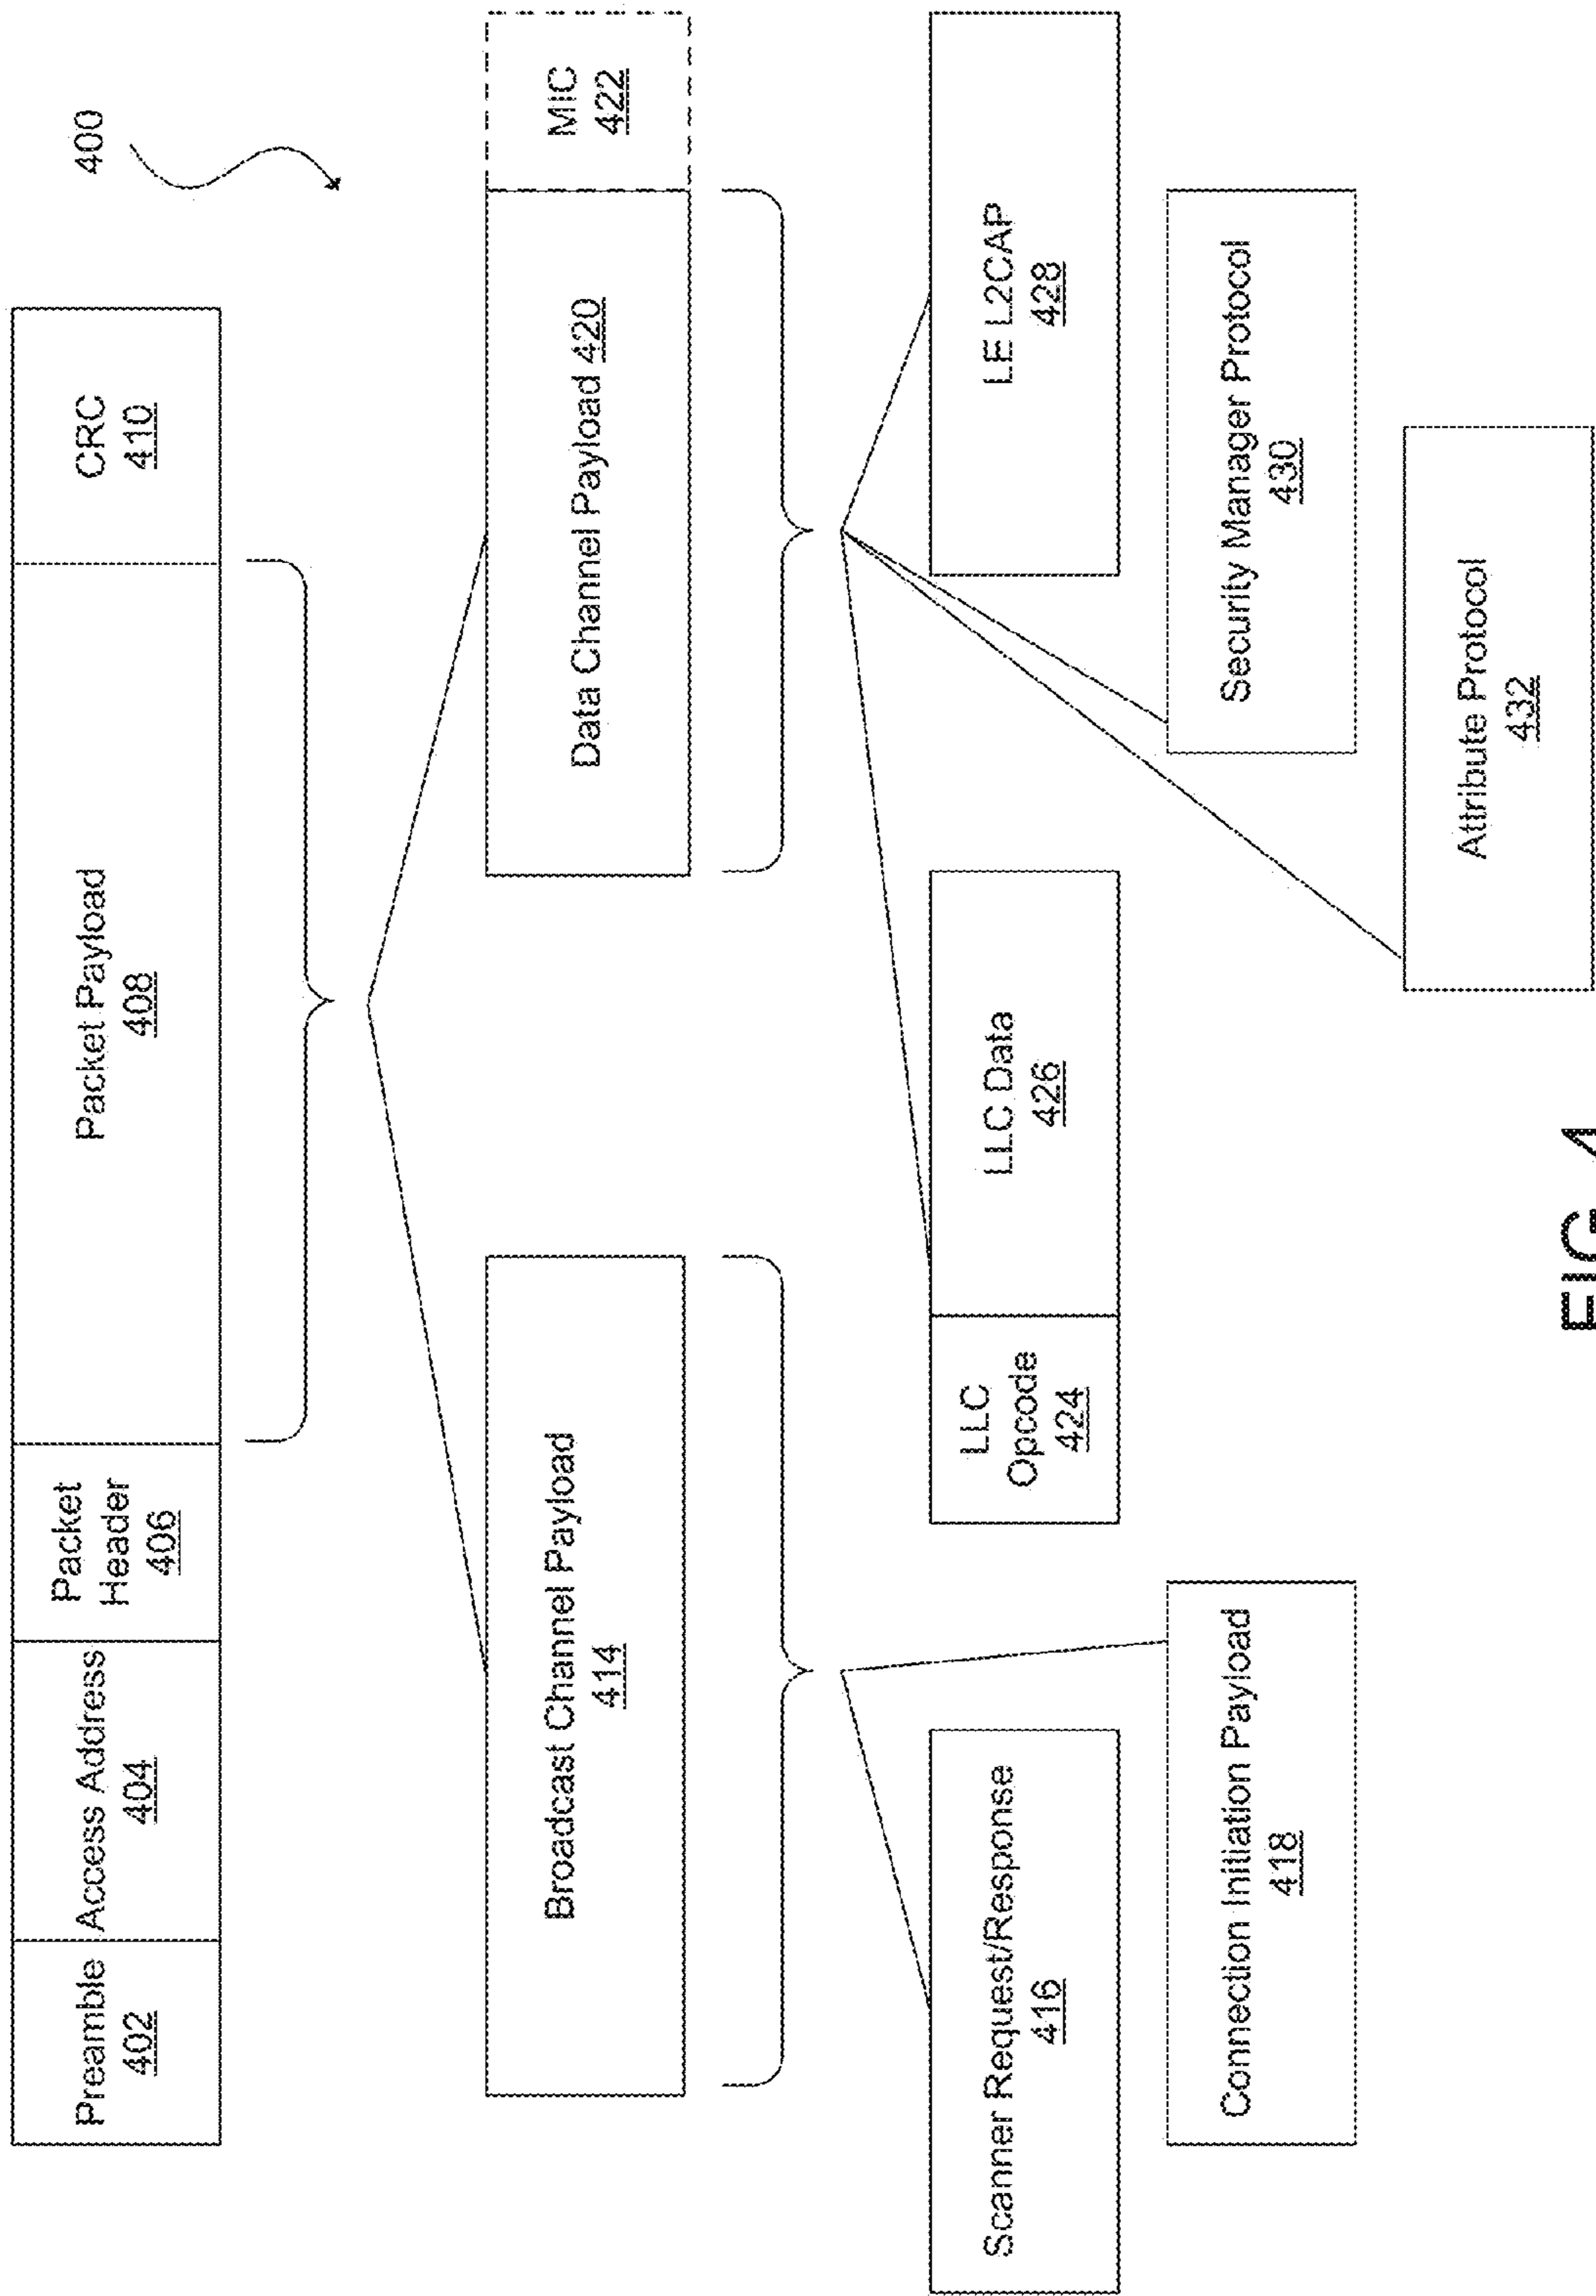 400
Preamble
402
Access Address
404
Packet
Header
406
Packet Payload
408
CRC
410
Broadcast Channel Payload
414
Data Channel Payload 420
MIC
422
Scanner Request/Response
416
LLC
Opcode
424
LLC Data
426
LE L2CAP
428
Connection Initiation Payload
418
Security Manager Protocol
430
Attribute Protocol
432
FIG. 4